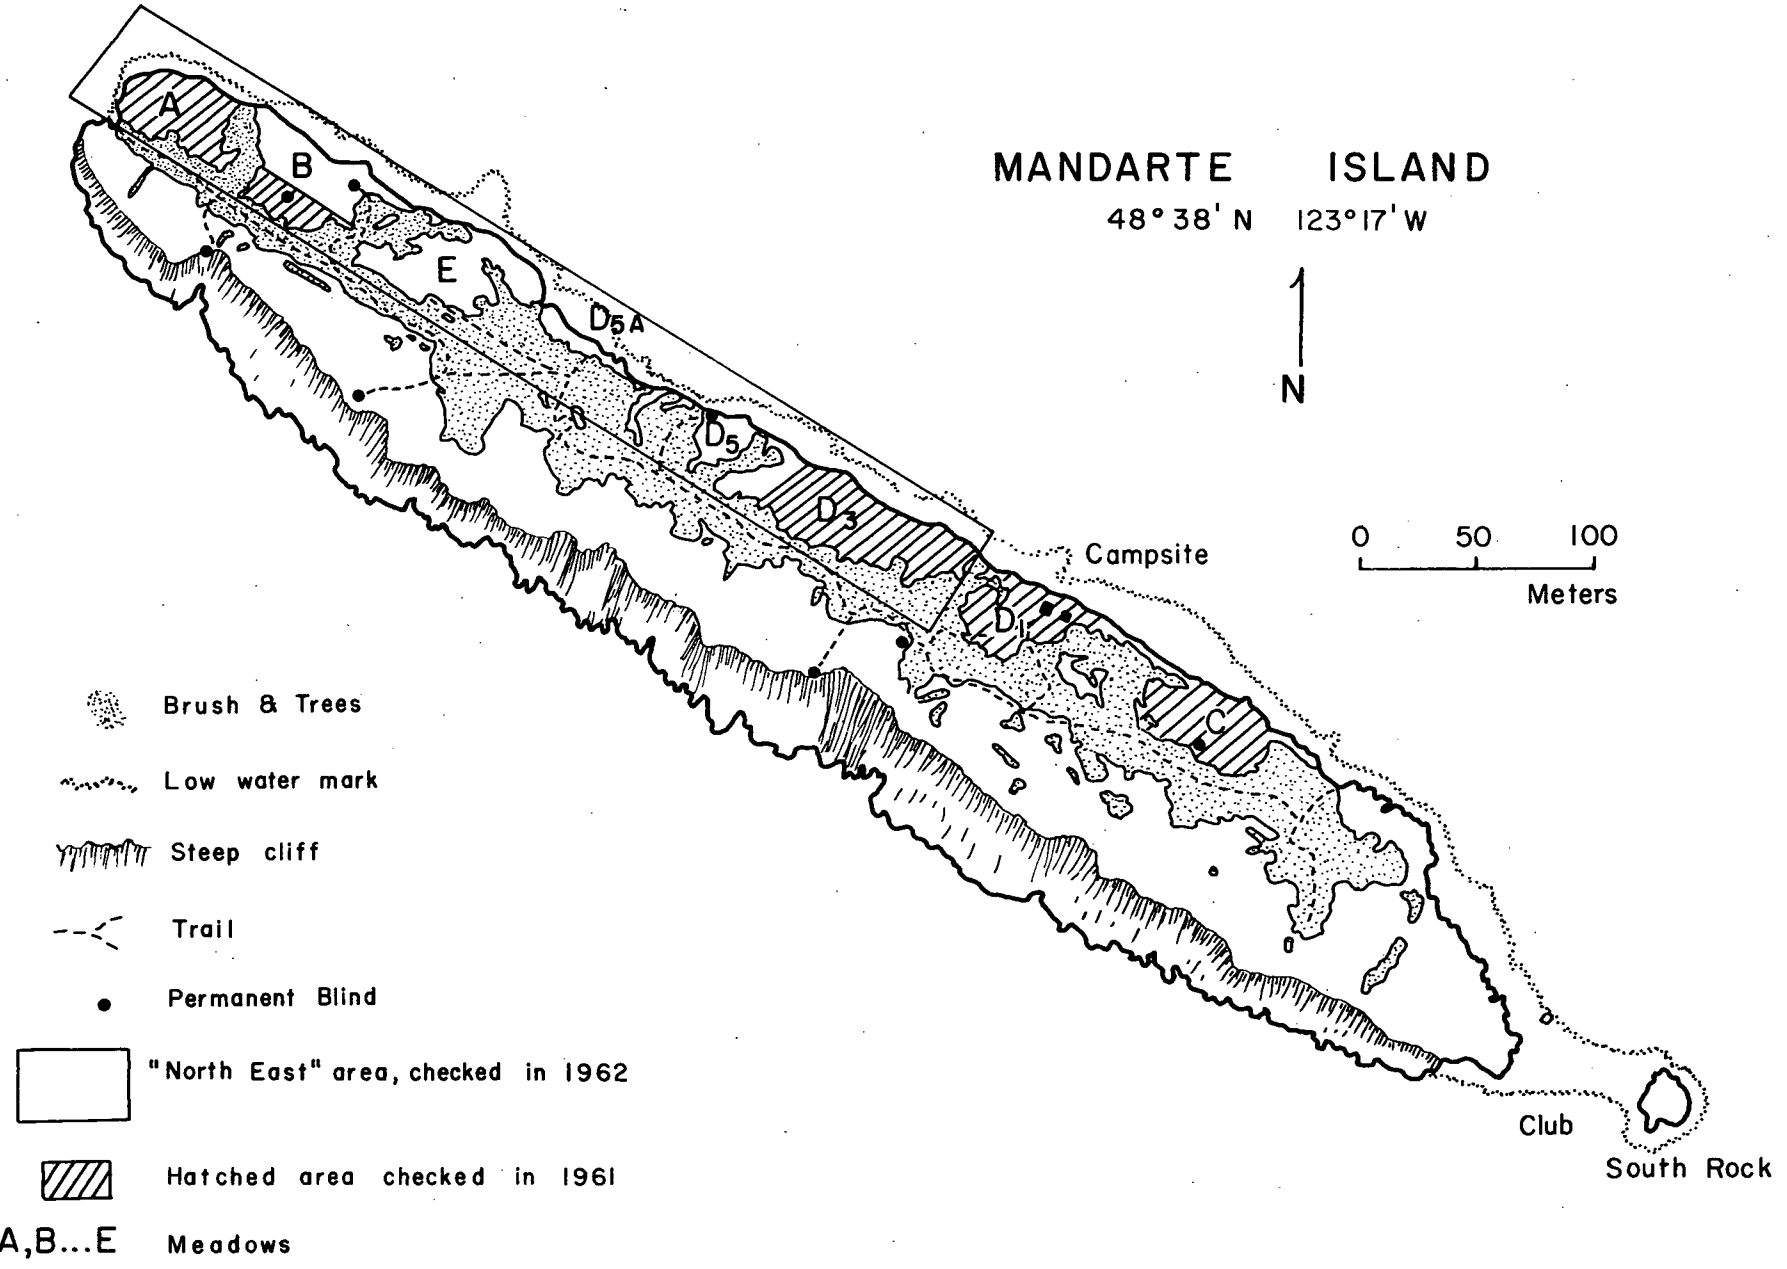 MANDARTE ISLAND
48°38'N 123°17'W
N
A
B
E
D5A
D5
D3
D1
C
Campsite
0 50 100
Meters
Brush & Trees
Low water mark
Steep cliff
Trail
Permanent Blind
"North East" area, checked in 1962
Hatched area checked in 1961
A,B...E Meadows
Club
South Rock